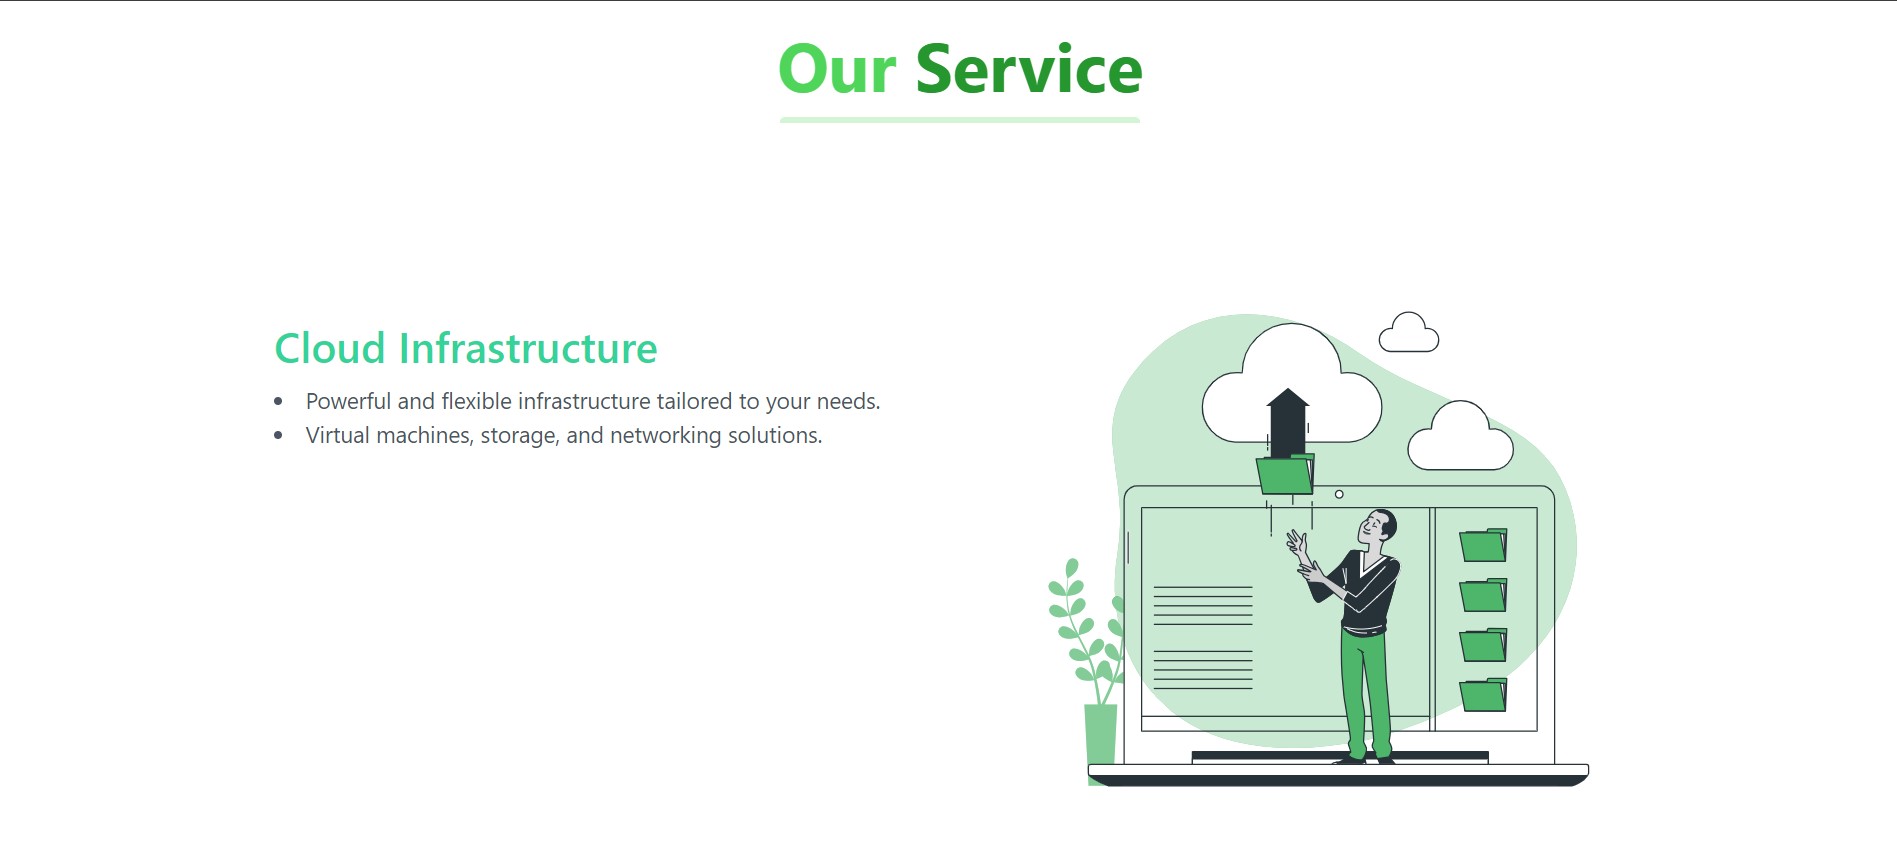 Our Service
Cloud Infrastructure
Powerful and flexible infrastructure tailored to your needs.
Virtual machines, storage, and networking solutions.